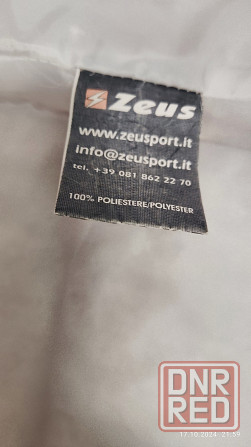 Zeus
www.zeusport.it
info@zeusport.it
tel. +39 081 862 22 70
100% POLIESTERE/POLYESTER
DNR
RED
17.10.2024 21:59